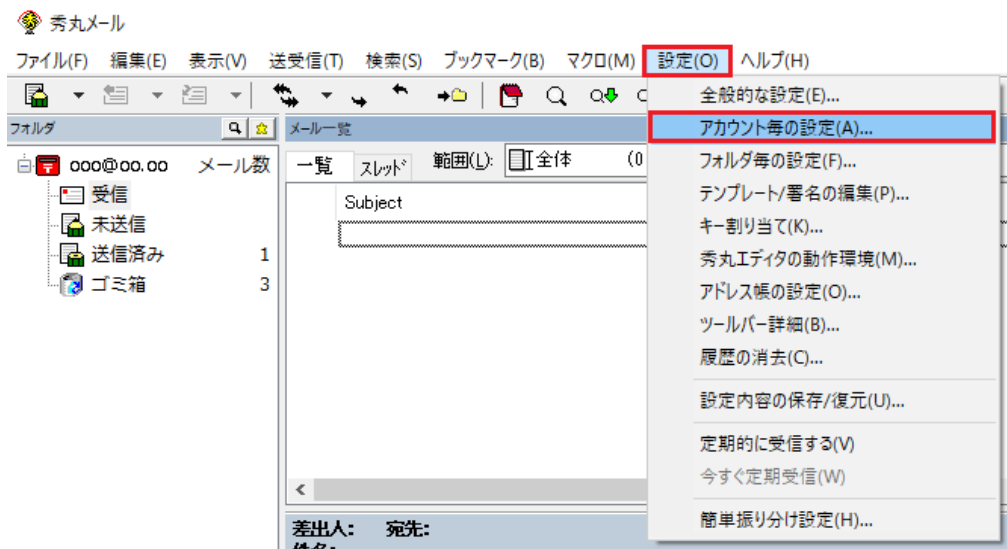 秀丸メール
ファイル(F) 編集(E) 表示(V) 送受信(T) 検索(S) ブックマーク(B) マクロ(M) 設定(O) ヘルプ(H)
フォルダ
メール一覧
ooo@oo.oo メール数
受信
未送信
送信済み 1
ゴミ箱 3
一覧 スレッド 範囲(L): 全体 (0
Subject
全般的な設定(E)...
アカウント毎の設定(A)...
フォルダ毎の設定(F)...
テンプレート/署名の編集(P)...
キー割り当て(K)...
秀丸エディタの動作環境(M)...
アドレス帳の設定(O)...
ツールバー詳細(B)...
履歴の消去(C)...
設定内容の保存/復元(U)...
定期的に受信する(V)
今すぐ定期受信(W)
簡単振り分け設定(H)...
差出人: 宛先:
件名: